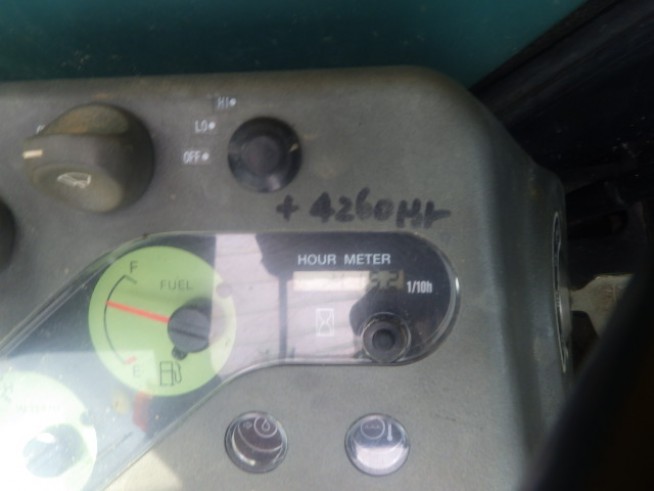 HI
LO
OFF
+ 4260Hr
HOUR METER
1/10h
F
FUEL
E